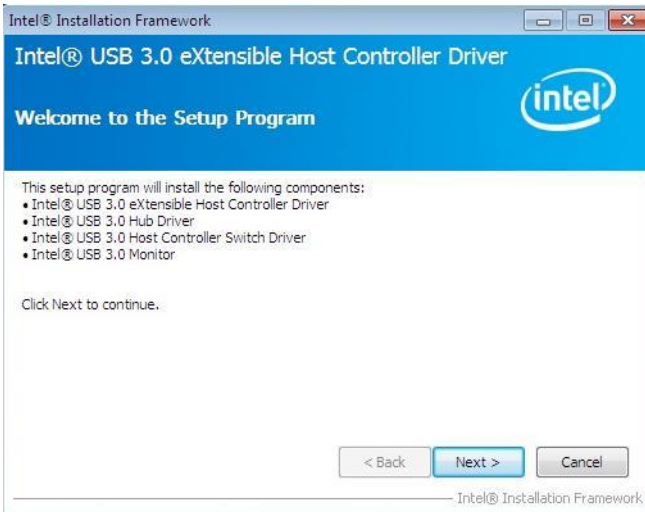 Intel® Installation Framework
Intel® USB 3.0 eXtensible Host Controller Driver
intel
Welcome to the Setup Program
This setup program will install the following components:
• Intel® USB 3.0 eXtensible Host Controller Driver
• Intel® USB 3.0 Hub Driver
• Intel® USB 3.0 Host Controller Switch Driver
• Intel® USB 3.0 Monitor
Click Next to continue.
< Back Next > Cancel
Intel® Installation Framework